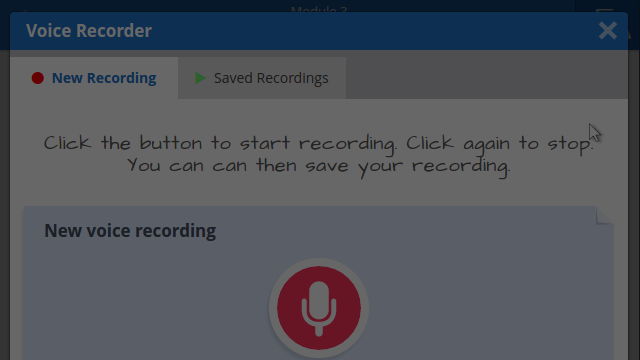 Module 3
Voice Recorder
New Recording
Saved Recordings
Click the button to start recording. Click again to stop.
You can can then save your recording.
New voice recording